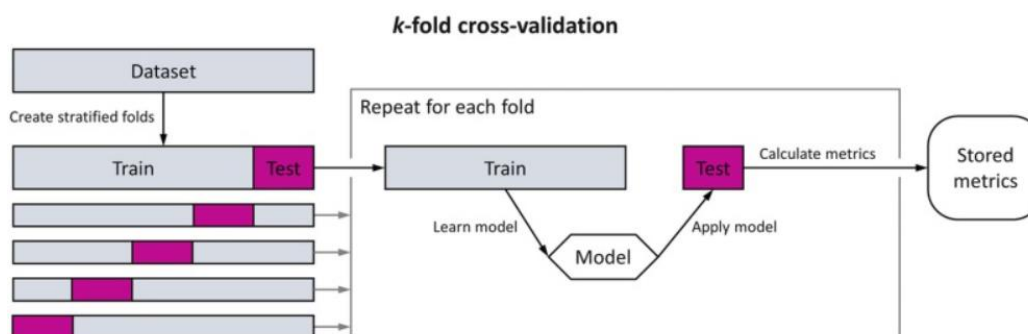 k-fold cross-validation
Dataset
Create stratified folds
Repeat for each fold
Train
Test
Train
Test
Calculate metrics
Stored
metrics
Learn model
Apply model
Model